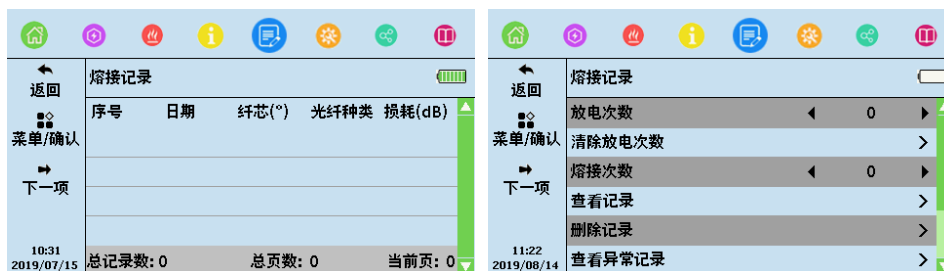 返回
菜单/确认
下一项
10:31
2019/07/15
熔接记录
序号 日期 纤芯(°) 光纤种类 损耗(dB)
总记录数: 0 总页数: 0 当前页: 0
返回
菜单/确认
下一项
11:22
2019/08/14
熔接记录
放电次数 0
清除放电次数
熔接次数 0
查看记录
删除记录
查看异常记录